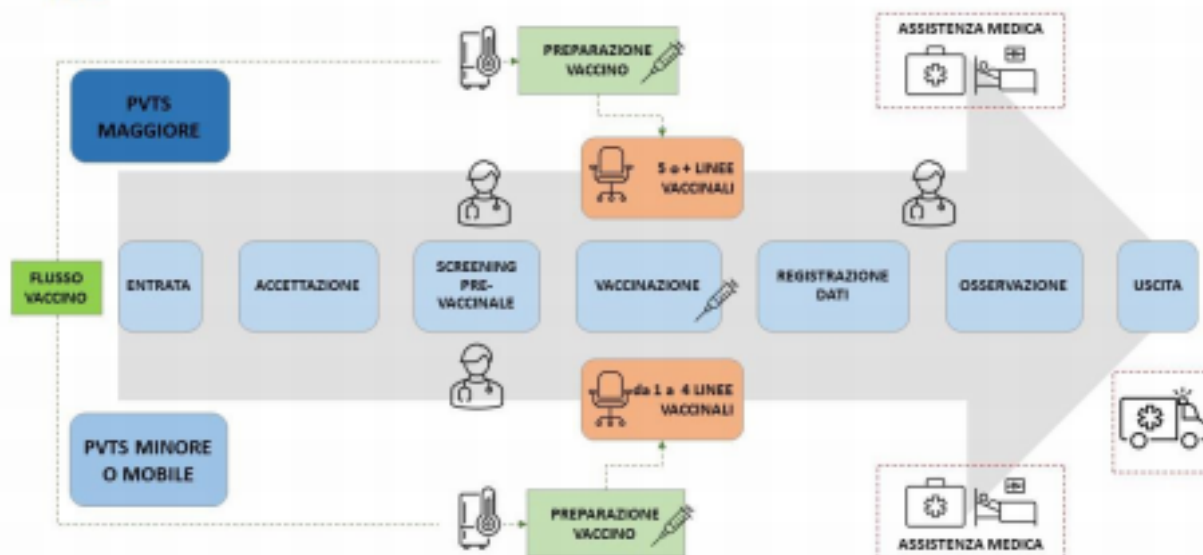 ASSISTENZA MEDICA
PREPARAZIONE
VACCINO
PVTS
MAGGIORE
5 o + LINEE
VACCINALI
FLUSSO
VACCINO
ENTRATA
ACCETTAZIONE
SCREENING
PRE-
VACCINALE
VACCINAZIONE
REGISTRAZIONE
DATI
OSSERVAZIONE
USCITA
da 1 a 4 LINEE
VACCINALI
PVTS MINORE
O MOBILE
PREPARAZIONE
VACCINO
ASSISTENZA MEDICA